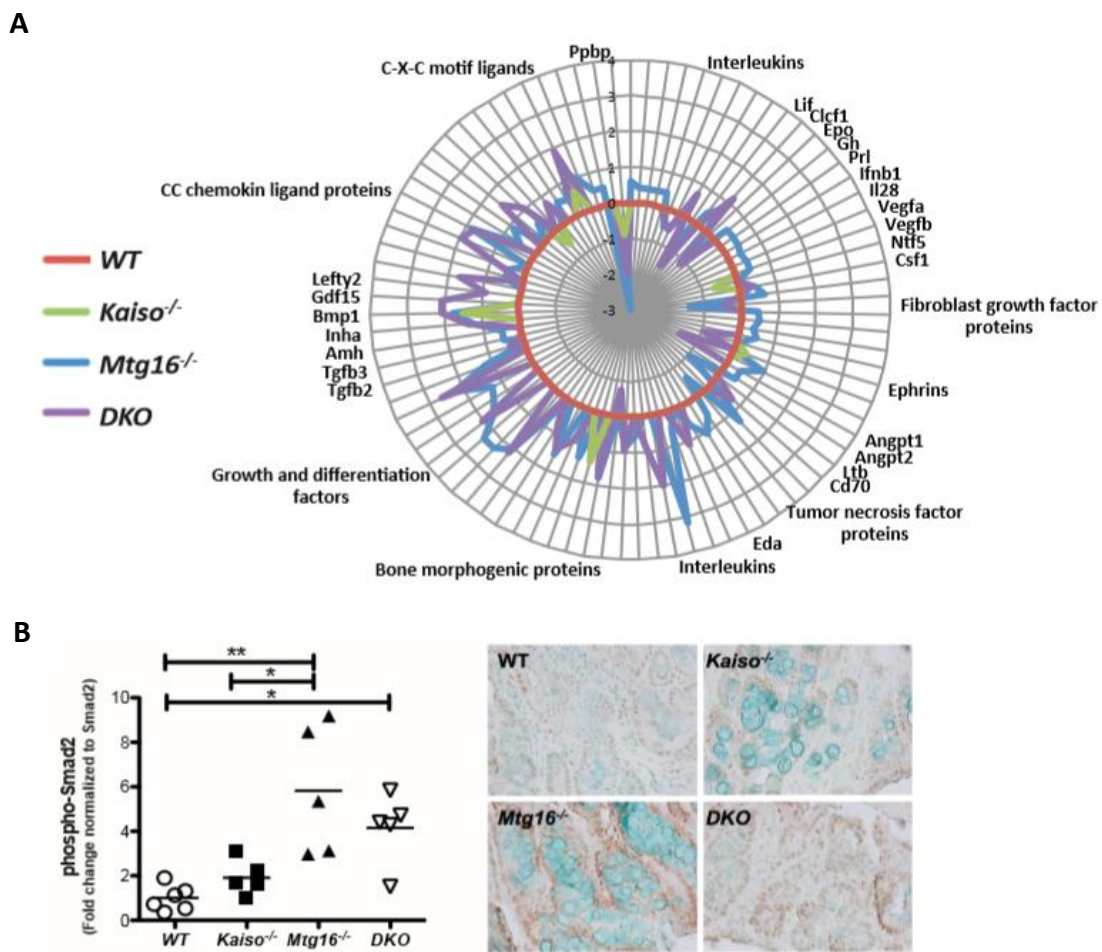 A
Ppbp
C-X-C motif ligands
Interleukins
4
3
2
1
0
-1
-2
-3
Lif
Clcf1
Epo
Gh
Prl
Ifnb1
Il28
Vegfa
Vegfb
Ntf5
Csf1
Fibroblast growth factor
proteins
Ephrins
Angpt1
Angpt2
Ltb
Cd70
Tumor necrosis factor
proteins
Eda
Interleukins
Bone morphogenic proteins
Growth and differentiation
factors
Tgfb2
Tgfb3
Amh
Inha
Bmp1
Gdf15
Lefty2
CC chemokin ligand proteins
WT
Kaiso-/-
Mtg16-/-
DKO
B
**
*
*
phospho-Smad2
(Fold change normalized to Smad2)
10
8
6
4
2
0
WT
Kaiso-/-
Mtg16-/-
DKO
WT
Kaiso-/-
Mtg16-/-
DKO